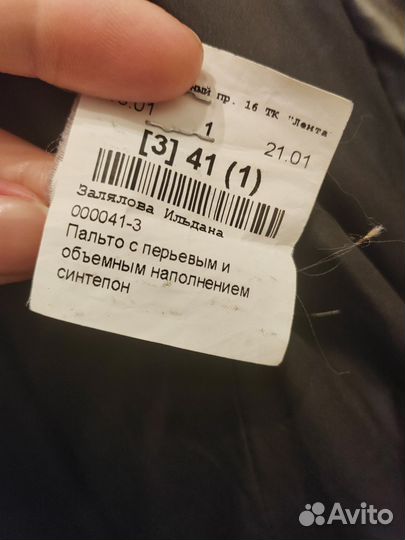 пр. 16 ТК "Лента
.01
1
21.01
[3] 41 (1)
Залялова Ильдана
000041-3
Пальто с перьевым и
объемным наполнением
синтепон
Avito